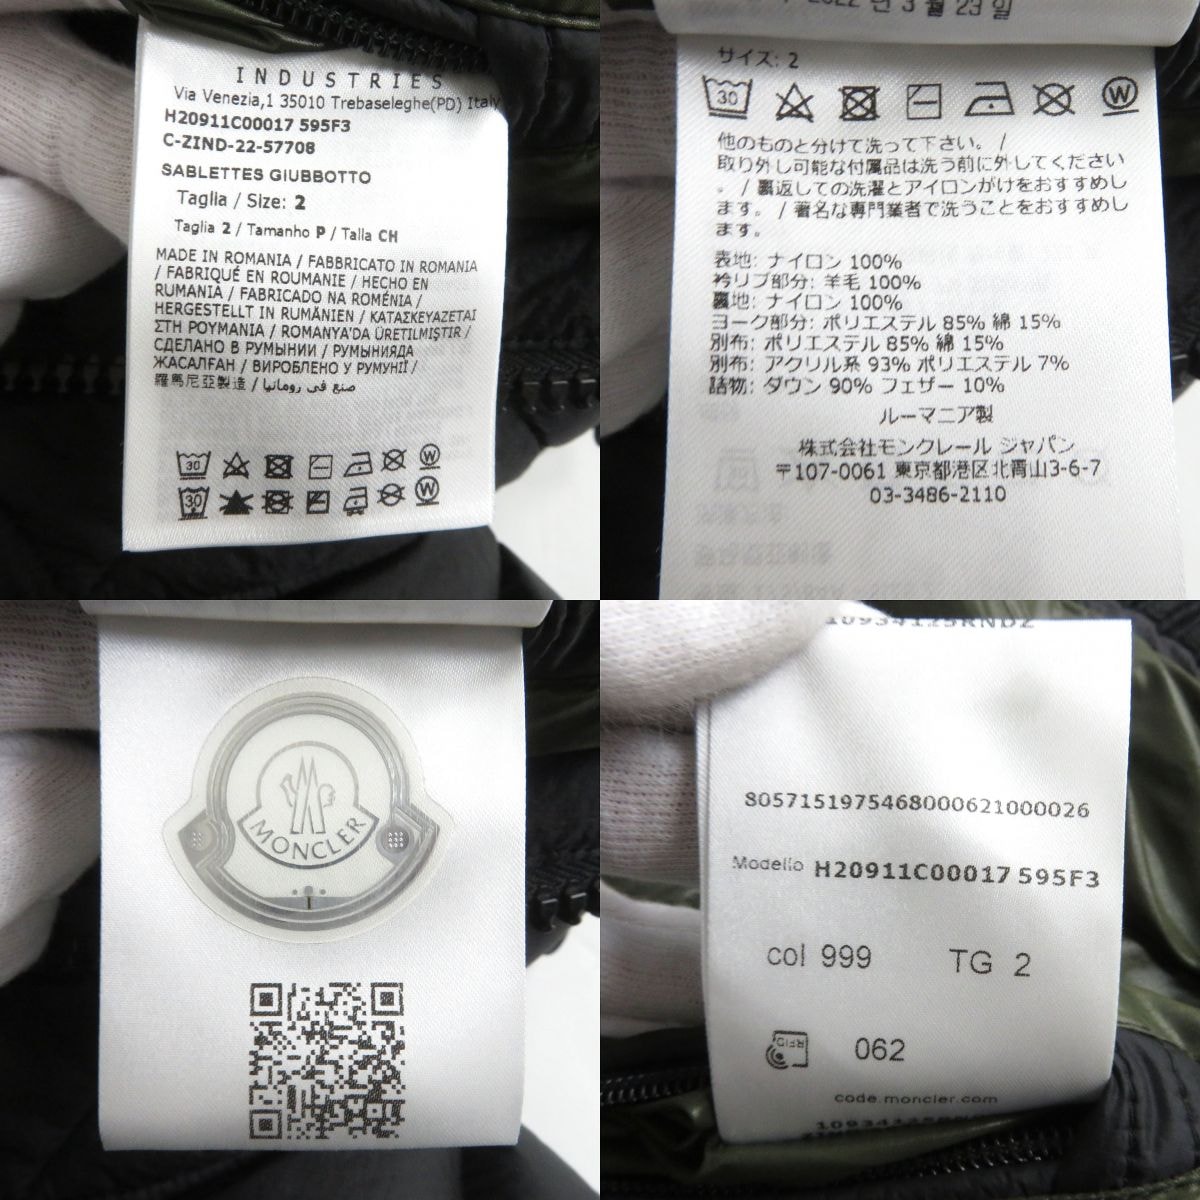 INDUSTRIES
Via Venezia,1 35010 Trebaseleghe(PD) Italy
H20911C00017 595F3
C-ZIND-22-57708
SABLETTES GIUBBOTTO
Taglia / Size: 2
Taglia 2 / Tamanho P / Talla CH
MADE IN ROMANIA / FABBRICATO IN ROMANIA
/ FABRIQUÉ EN ROUMANIE / HECHO EN
RUMANIA / FABRICADO NA ROMÉNIA /
HERGESTELLT IN RUMÄNIEN / ΚΑΤΑΣΚΕΥΑΖΕΤΑΙ
ΣΤΗ ΡΟΥΜΑΝΙΑ / ROMANYA'DA ÜRETILMIŞTIR /
СДЕЛАНО В РУМЫНИИ / РУМЫНИЯДА
ЖАСАЛҒАН / ВИРОБЛЕНО У РУМУНІЇ /
羅馬尼亞製造 / صنع في رومانيا
30
W
30
W
2022 년 3 월 23 일
サイズ: 2
30
W
他のものと分けて洗って下さい。 /
取り外し可能な付属品は洗う前に外してください
。 / 裏返しての洗濯とアイロンがけをおすすめし
ます。 / 著名な専門業者で洗うことをおすすめし
ます。
表地: ナイロン 100%
衿リブ部分: 羊毛 100%
裏地: ナイロン 100%
ヨーク部分: ポリエステル 85% 綿 15%
別布: ポリエステル 85% 綿 15%
別布: アクリル系 93% ポリエステル 7%
詰物: ダウン 90% フェザー 10%
ルーマニア製
株式会社モンクレール ジャパン
〒107-0061 東京都港区北青山3-6-7
03-3486-2110
MONCLER
10934125RNDZ
8057151975468000621000026
Modello H20911C00017 595F3
col 999 TG 2
RFID 062
code.moncler.com